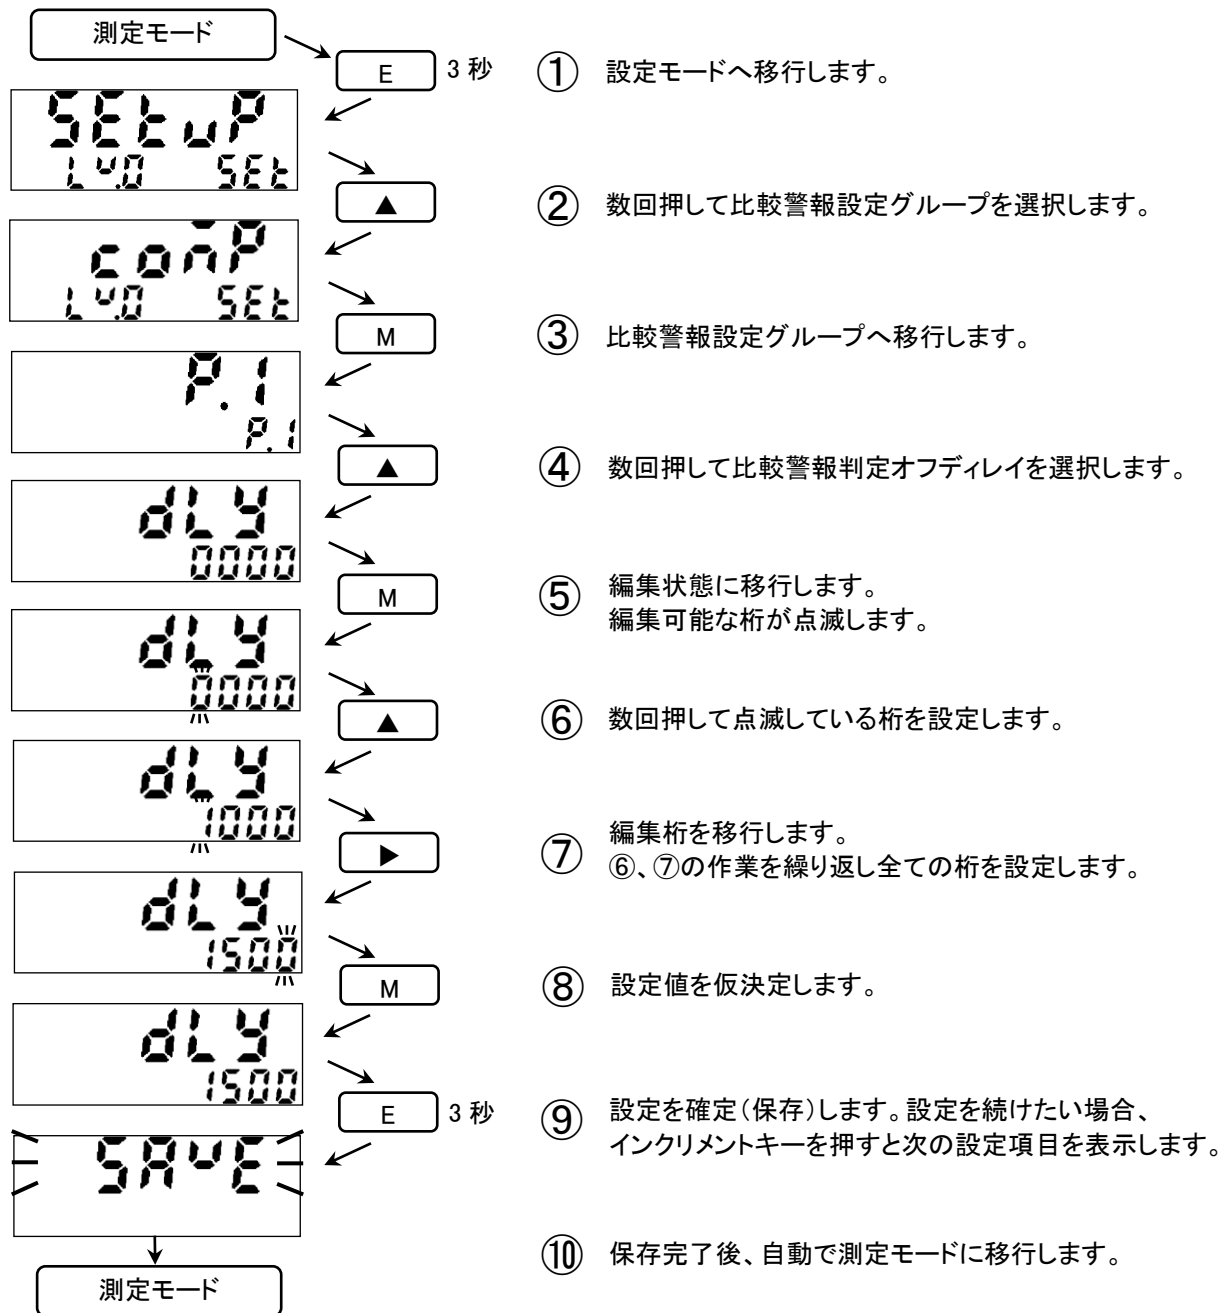 測定モード
E 3秒 ① 設定モードへ移行します。
SEtuP
Lv.0 SEt
▲ ② 数回押して比較警報設定グループを選択します。
comP
Lv.0 SEt
M ③ 比較警報設定グループへ移行します。
P.1
P.1
▲ ④ 数回押して比較警報判定オフディレイを選択します。
dLY
0000
M ⑤ 編集状態に移行します。
編集可能な桁が点滅します。
dLY
0000
▲ ⑥ 数回押して点滅している桁を設定します。
dLY
1000
▶ ⑦ 編集桁を移行します。
⑥、⑦の作業を繰り返し全ての桁を設定します。
dLY
1500
M ⑧ 設定値を仮決定します。
dLY
1500
E 3秒 ⑨ 設定を確定(保存)します。設定を続けたい場合、
インクリメントキーを押すと次の設定項目を表示します。
SAvE
⑩ 保存完了後、自動で測定モードに移行します。
測定モード